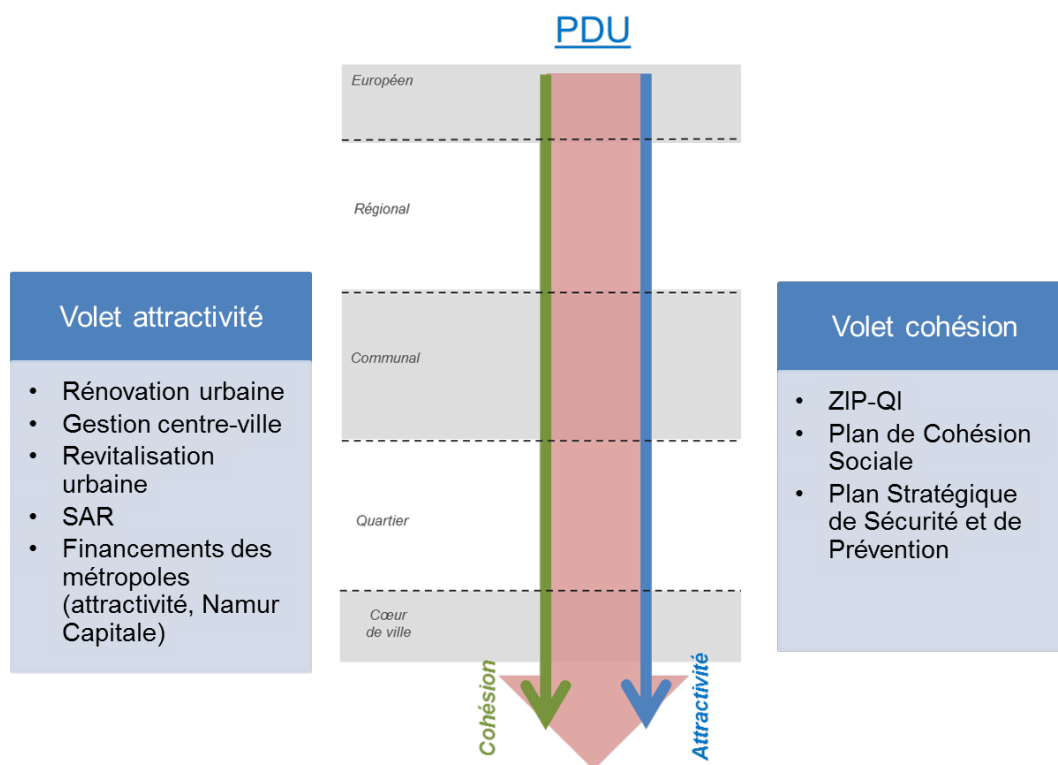 PDU
Européen
Régional
Communal
Quartier
Cœur
de ville
Cohésion
Attractivité
Volet attractivité
• Rénovation urbaine
• Gestion centre-ville
• Revitalisation
urbaine
• SAR
• Financements des
métropoles
(attractivité, Namur
Capitale)
Volet cohésion
• ZIP-QI
• Plan de Cohésion
Sociale
• Plan Stratégique
de Sécurité et de
Prévention